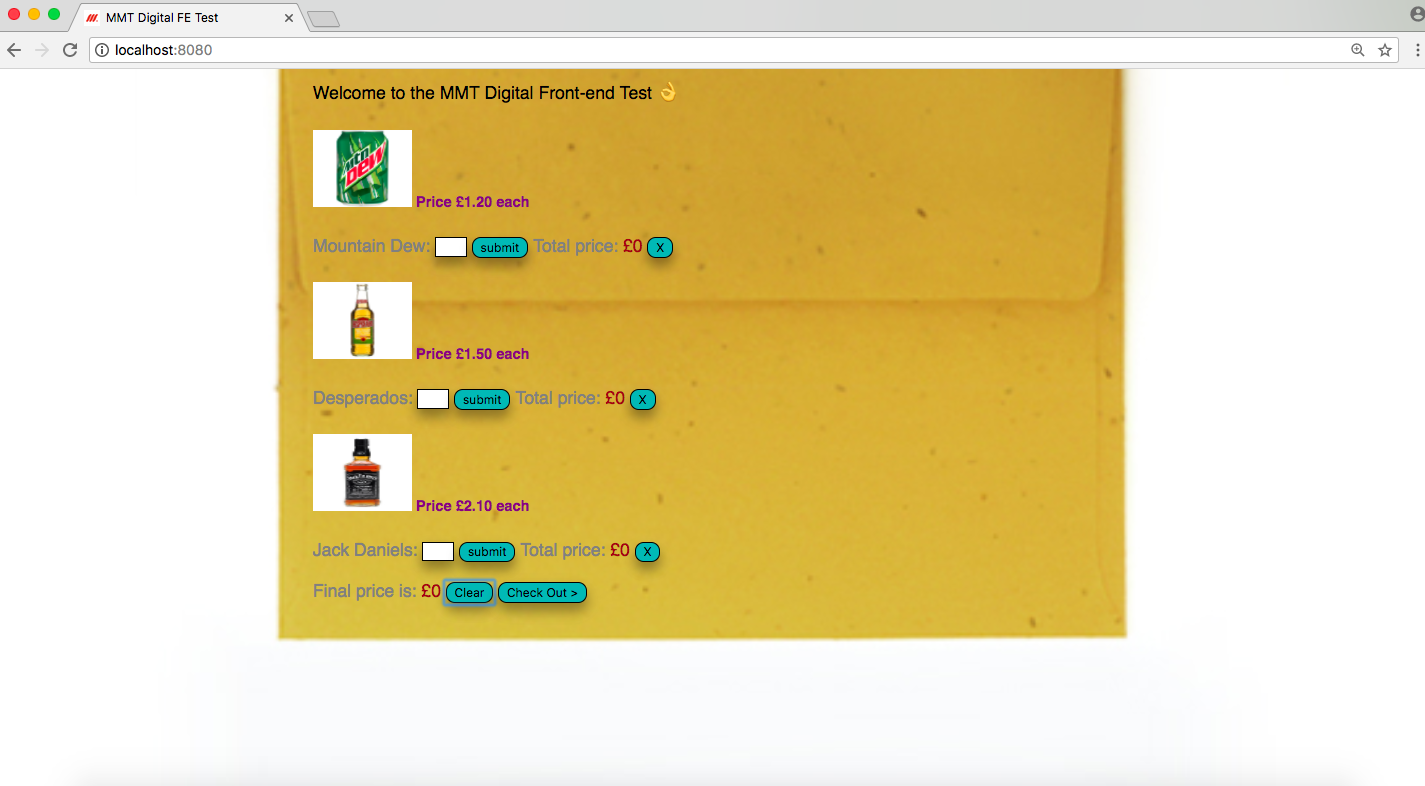 MMT Digital FE Test
localhost:8080
Welcome to the MMT Digital Front-end Test 👌
mtn
DEW
Price £1.20 each
Mountain Dew: submit Total price: £0 X
Price £1.50 each
Desperados: submit Total price: £0 X
Price £2.10 each
Jack Daniels: submit Total price: £0 X
Final price is: £0 Clear Check Out >